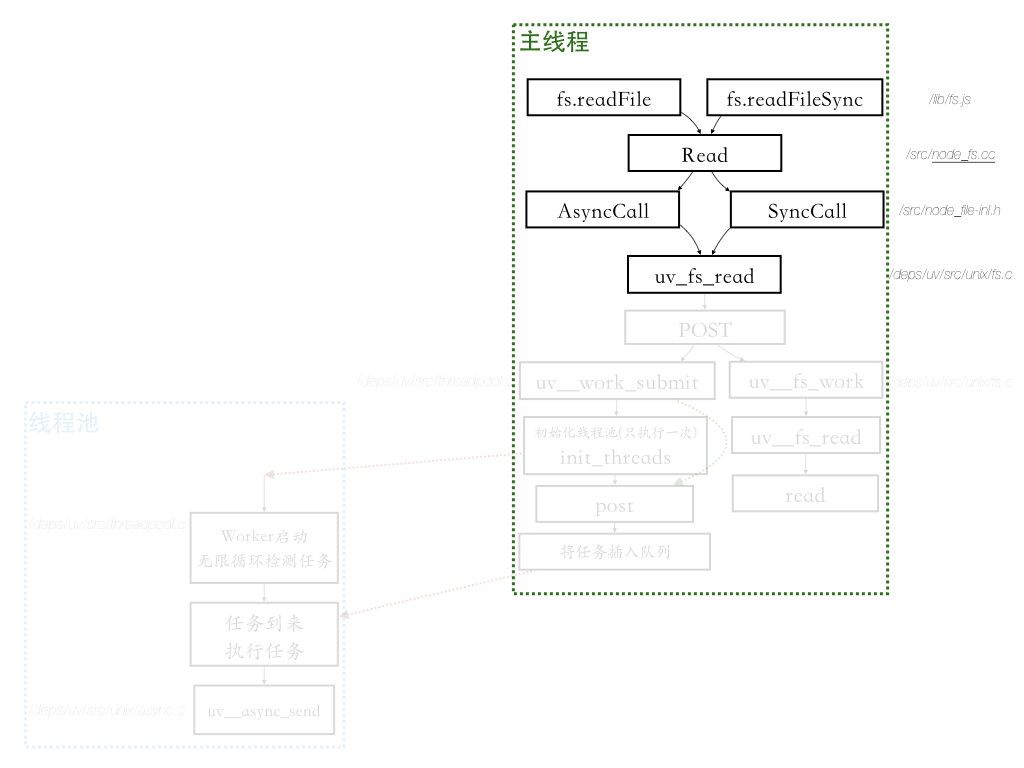 主线程
fs.readFile
fs.readFileSync
/lib/fs.js
Read
/src/node_fs.cc
AsyncCall
SyncCall
/src/node_file-inl.h
uv_fs_read
/deps/uv/src/unix/fs.c
POST
/deps/uv/src/threedpool.c
uv__work_submit
uv__fs_work
/deps/uv/src/unix/fs.c
线程池
初始化线程池(只执行一次)
init_threads
uv__fs_read
post
read
/deps/uv/src/threedpool.c
Worker启动
无限循环检测任务
将任务插入队列
任务到来
执行任务
/deps/uv/src/unix/async.c
uv__async_send